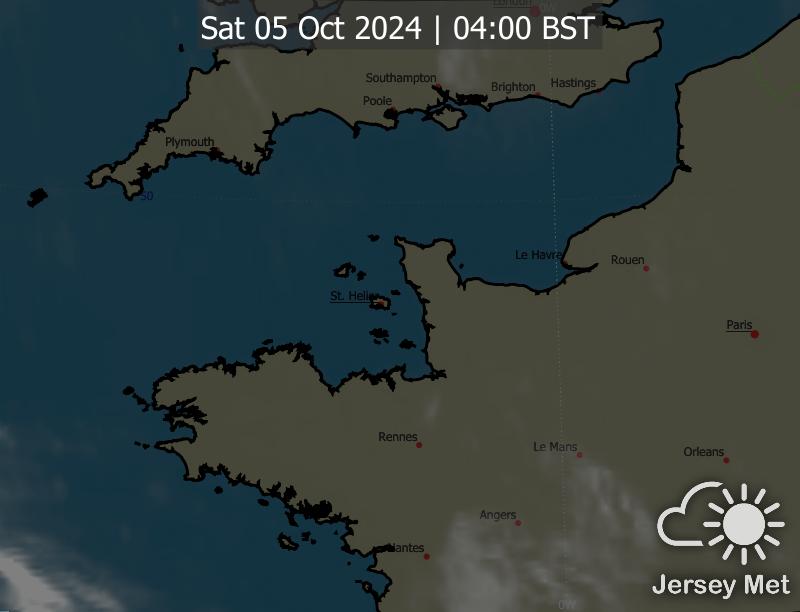 London
0W
Sat 05 Oct 2024 | 04:00 BST
Southampton
Brighton
Hastings
Poole
Plymouth
50
Le Havre
Rouen
St. Helier
Paris
Rennes
Le Mans
Orleans
Angers
Nantes
Jersey Met
0W